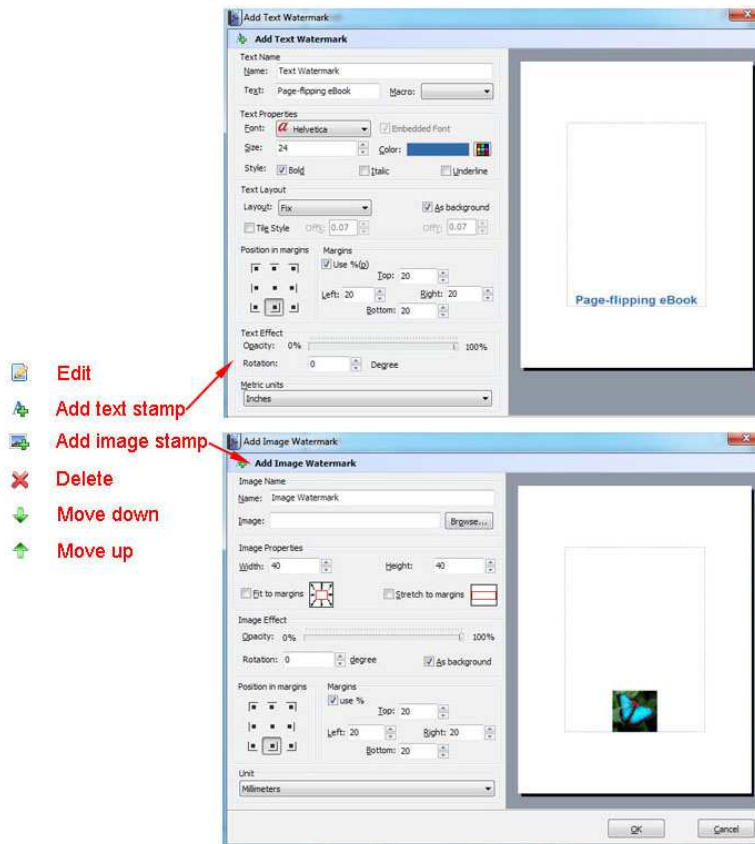 Add Text Watermark
Add Text Watermark
Text Name
Name: Text Watermark
Text: Page-flipping eBook Macro:
Text Properties
Font: a Helvetica Embedded Font
Size: 24 Color:
Style: Bold Italic Underline
Text Layout
Layout: Fix As background
Tile Style 0.07 0.07
Position in margins Margins
Use %(p)
Top: 20
Left: 20 Right: 20
Bottom: 20
Text Effect
Opacity: 0% 100%
Rotation: 0 Degree
Metric units
Inches
Page-flipping eBook
Edit
Add text stamp
Add image stamp
Delete
Move down
Move up
Add Image Watermark
Add Image Watermark
Image Name
Name: Image Watermark
Image: Browse...
Image Properties
Width: 40 Height: 40
Fit to margins Stretch to margins
Image Effect
Opacity: 0% 100%
Rotation: 0 degree As background
Position in margins Margins
use %
Top: 20
Left: 20 Right: 20
Bottom: 20
Unit
Millimeters
OK Cancel